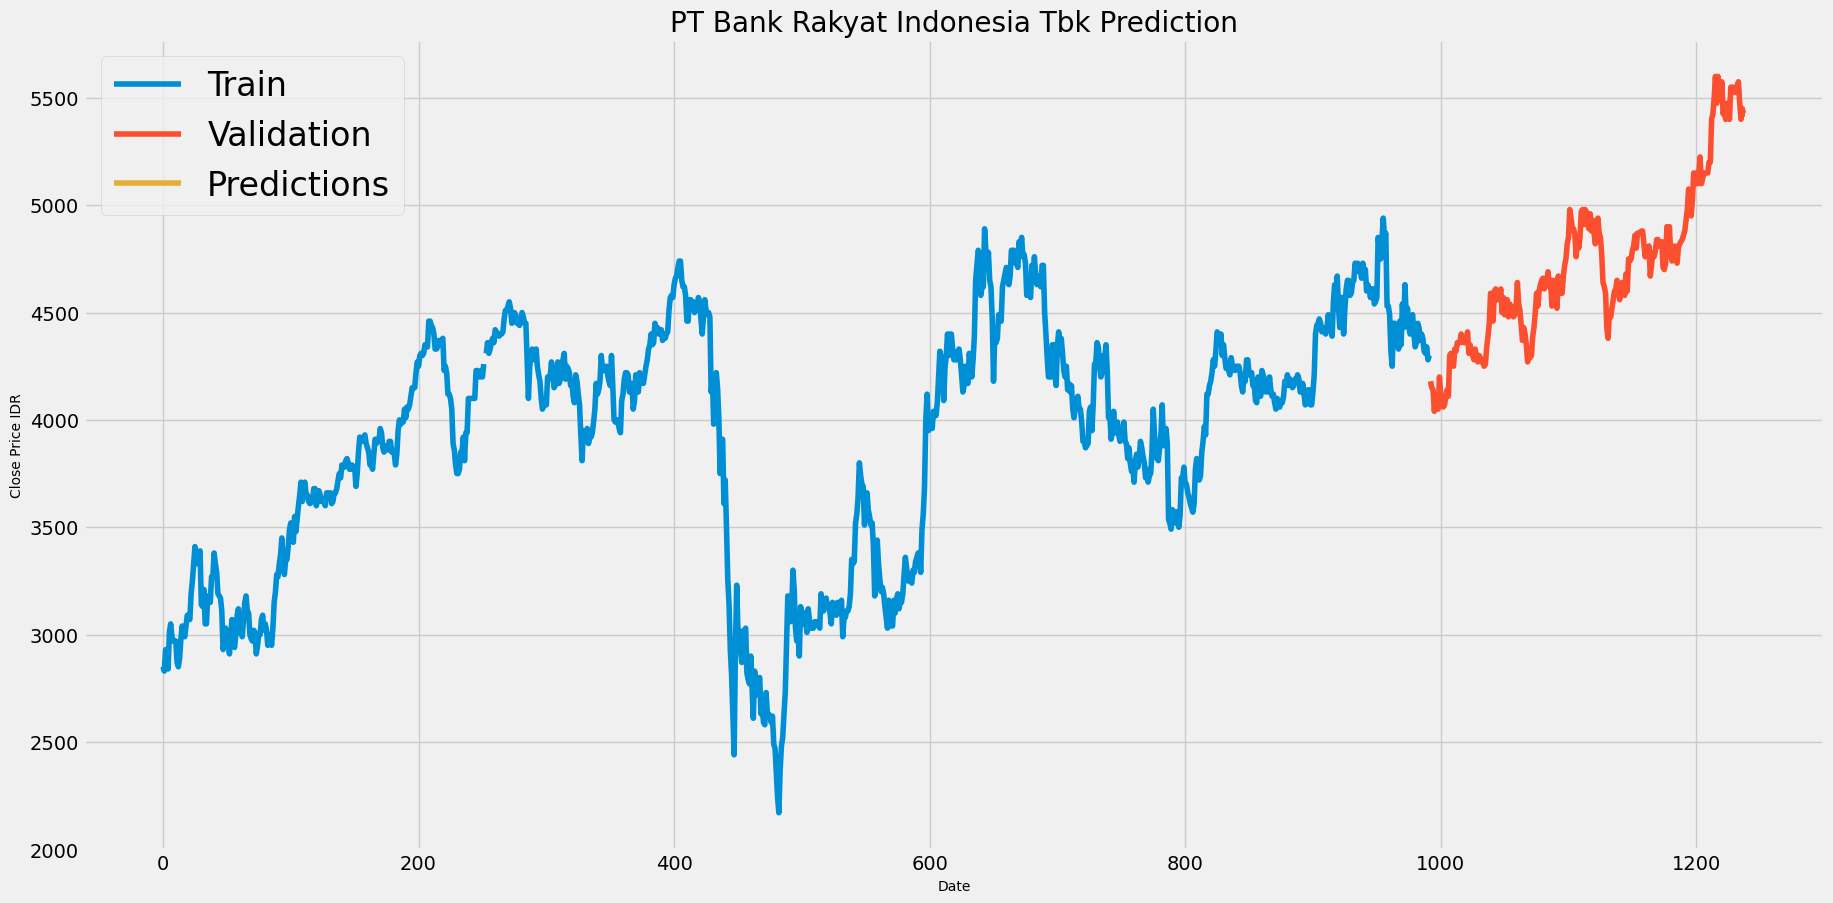 PT Bank Rakyat Indonesia Tbk Prediction
Train
Validation
Predictions
5500
5000
4500
4000
3500
3000
2500
2000
Close Price IDR
0 200 400 600 800 1000 1200
Date